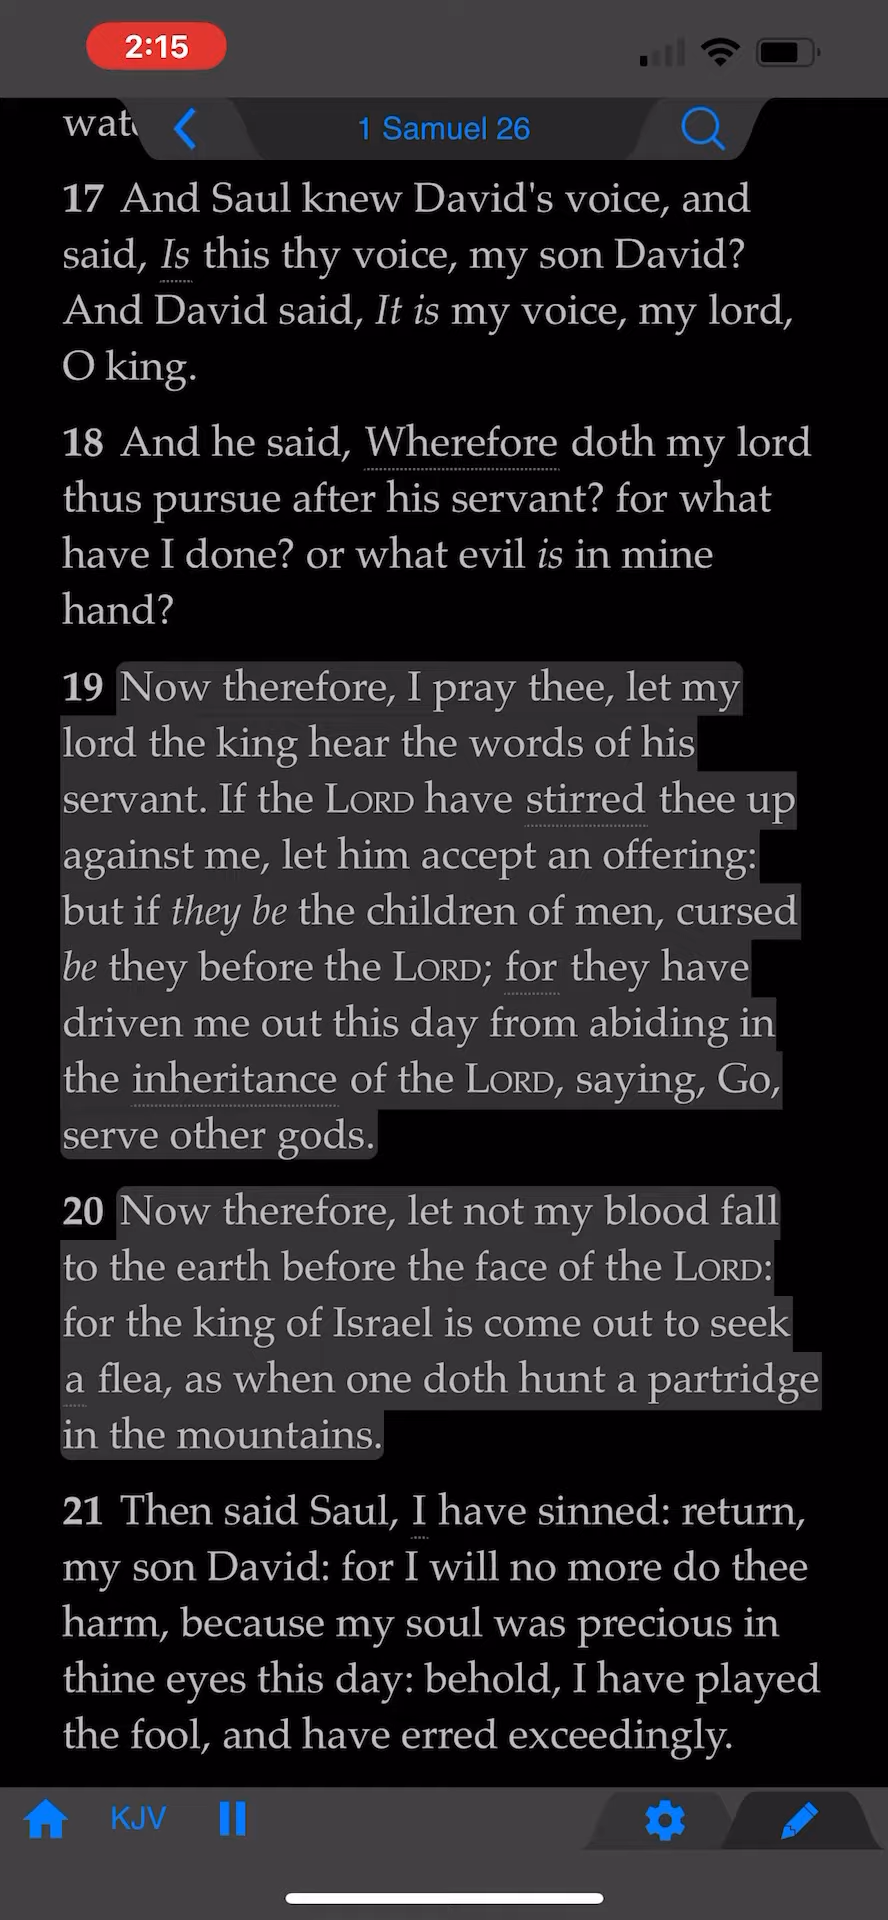 2:15
1 Samuel 26
17 And Saul knew David's voice, and
said, Is this thy voice, my son David?
And David said, It is my voice, my lord,
O king.
18 And he said, Wherefore doth my lord
thus pursue after his servant? for what
have I done? or what evil is in mine
hand?
19 Now therefore, I pray thee, let my
lord the king hear the words of his
servant. If the LORD have stirred thee up
against me, let him accept an offering:
but if they be the children of men, cursed
be they before the LORD; for they have
driven me out this day from abiding in
the inheritance of the LORD, saying, Go,
serve other gods.
20 Now therefore, let not my blood fall
to the earth before the face of the LORD:
for the king of Israel is come out to seek
a flea, as when one doth hunt a partridge
in the mountains.
21 Then said Saul, I have sinned: return,
my son David: for I will no more do thee
harm, because my soul was precious in
thine eyes this day: behold, I have played
the fool, and have erred exceedingly.
KJV